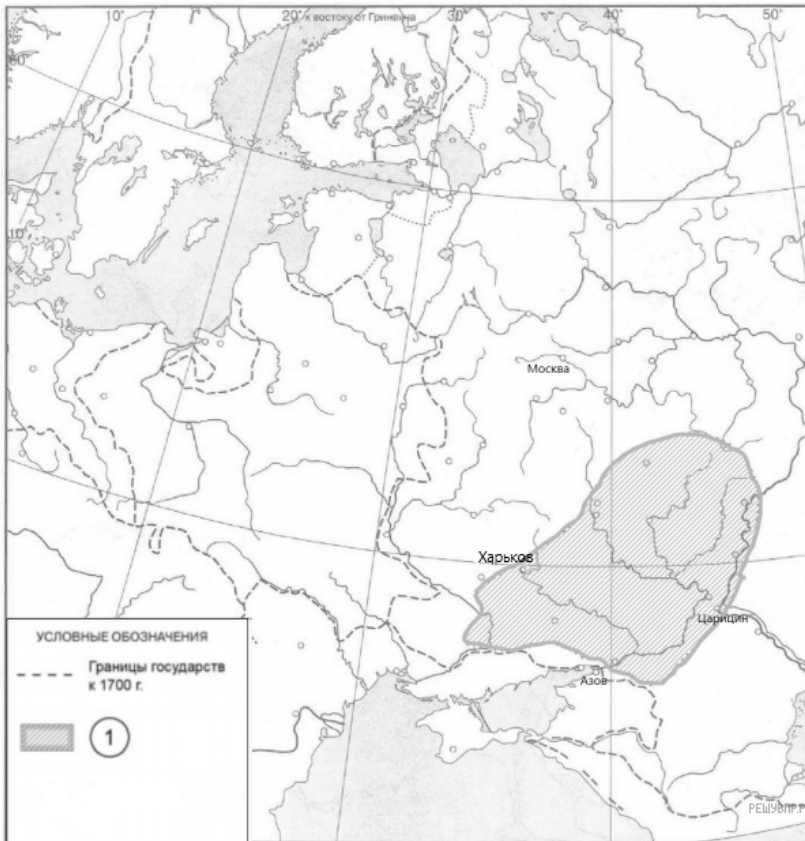 10°
20° к востоку от Гринвича
30°
40°
50°
60
10
Москва
Харьков
Царицин
Азов
УСЛОВНЫЕ ОБОЗНАЧЕНИЯ
Границы государств
к 1700 г.
1
РЕШУВПР.Р